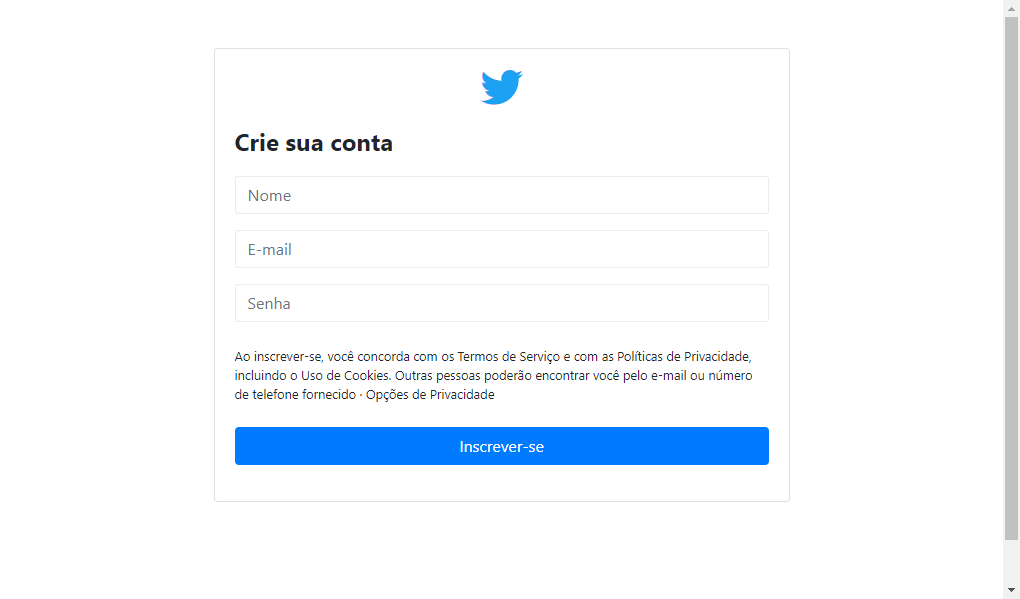 Crie sua conta
Nome
E-mail
Senha
Ao inscrever-se, você concorda com os Termos de Serviço e com as Políticas de Privacidade,
incluindo o Uso de Cookies. Outras pessoas poderão encontrar você pelo e-mail ou número
de telefone fornecido · Opções de Privacidade
Inscrever-se